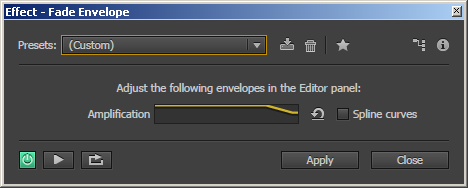 Effect - Fade Envelope
Presets: (Custom)
Adjust the following envelopes in the Editor panel:
Amplification Spline curves
Apply Close